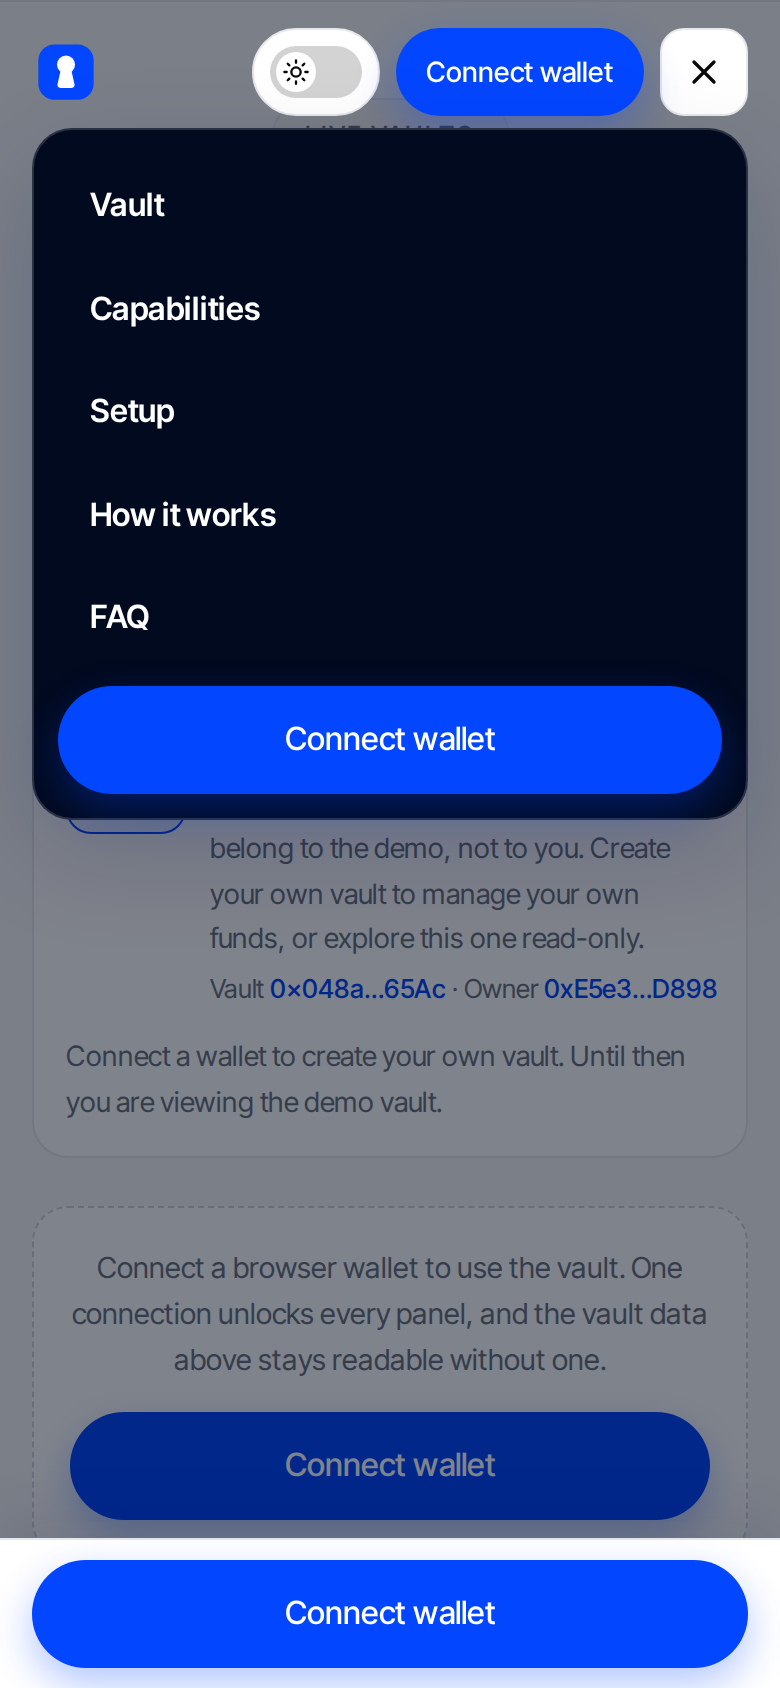 Connect wallet
Vault
Capabilities
Setup
How it works
FAQ
Connect wallet
belong to the demo, not to you. Create
your own vault to manage your own
funds, or explore this one read-only.
Vault 0×048a…65Ac · Owner 0xE5e3…D898
Connect a wallet to create your own vault. Until then
you are viewing the demo vault.
Connect a browser wallet to use the vault. One
connection unlocks every panel, and the vault data
above stays readable without one.
Connect wallet
Connect wallet